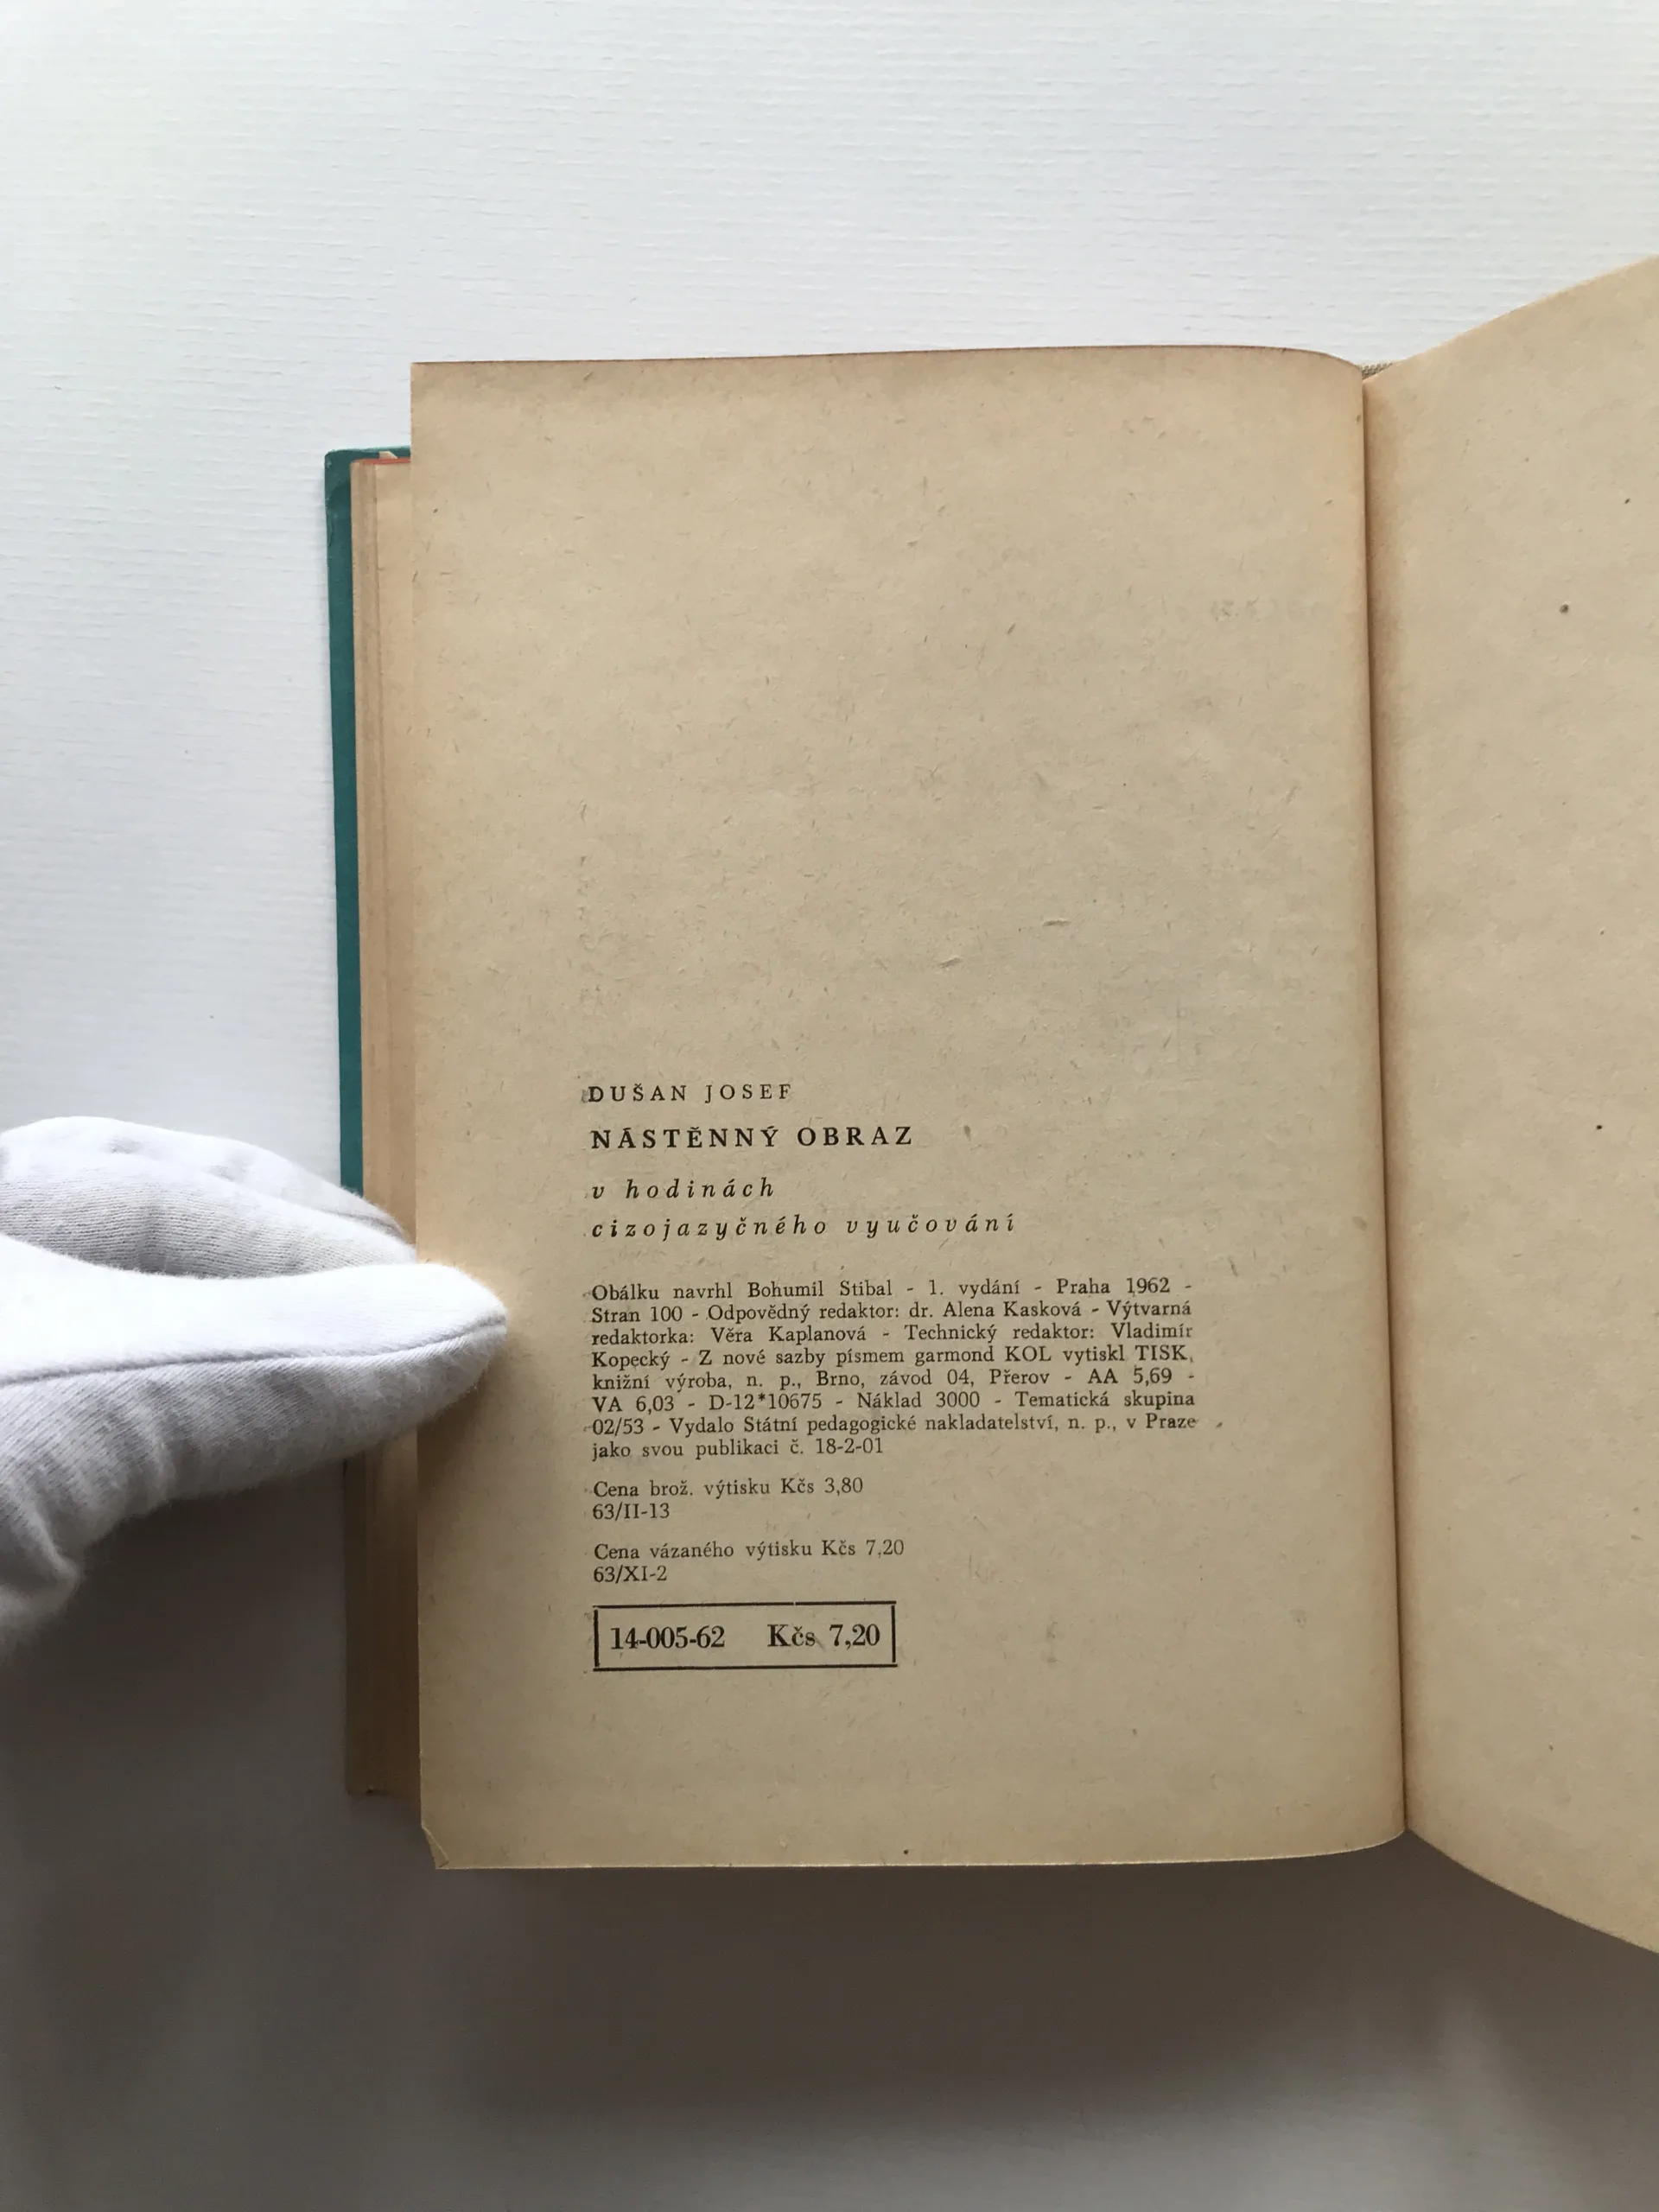 DUŠAN JOSEF
NÁSTĚNNÝ OBRAZ
v hodinách
cizojazyčného vyučování
Obálku navrhl Bohumil Stibal - 1. vydání - Praha 1962 -
Stran 100 - Odpovědný redaktor: dr. Alena Kasková - Výtvarná
redaktorka: Věra Kaplanová - Technický redaktor: Vladimír
Kopecký - Z nové sazby písmem garmond KOL vytiskl TISK,
knižní výroba, n. p., Brno, závod 04, Přerov - AA 5,69 -
VA 6,03 - D-12*10675 - Náklad 3000 - Tematická skupina
02/53 - Vydalo Státní pedagogické nakladatelství, n. p., v Praze
jako svou publikaci č. 18-2-01
Cena brož. výtisku Kčs 3,80
63/II-13
Cena vázaného výtisku Kčs 7,20
63/XI-2
14-005-62 Kčs 7,20